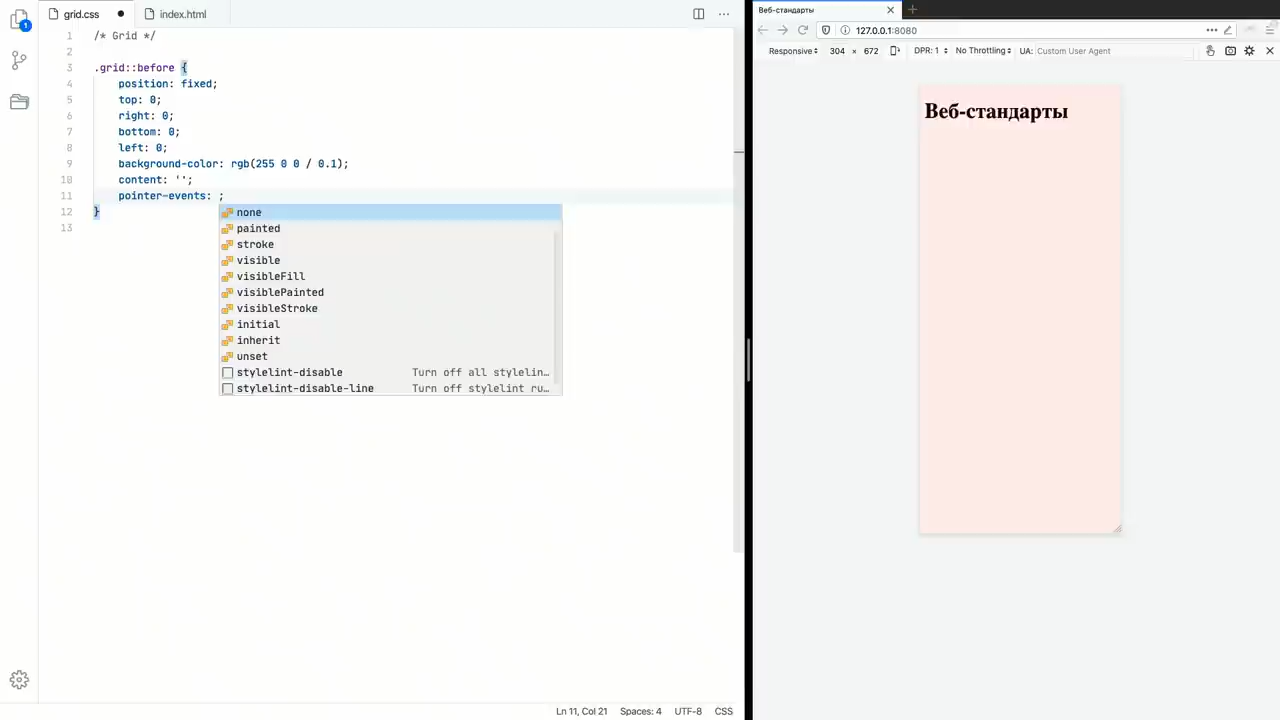 grid.css
index.html
1
1 /* Grid */
2
3 .grid::before {
4 position: fixed;
5 top: 0;
6 right: 0;
7 bottom: 0;
8 left: 0;
9 background-color: rgb(255 0 0 / 0.1);
10 content: '';
11 pointer-events: ;
12 }
13
none
painted
stroke
visible
visibleFill
visiblePainted
visibleStroke
initial
inherit
unset
stylelint-disable Turn off all stylelin…
stylelint-disable-line Turn off stylelint ru…
Ln 11, Col 21 Spaces: 4 UTF-8 CSS
Веб-стандарты
127.0.0.1:8080
Responsive 304 × 672 DPR: 1 No Throttling UA: Custom User Agent
Веб-стандарты